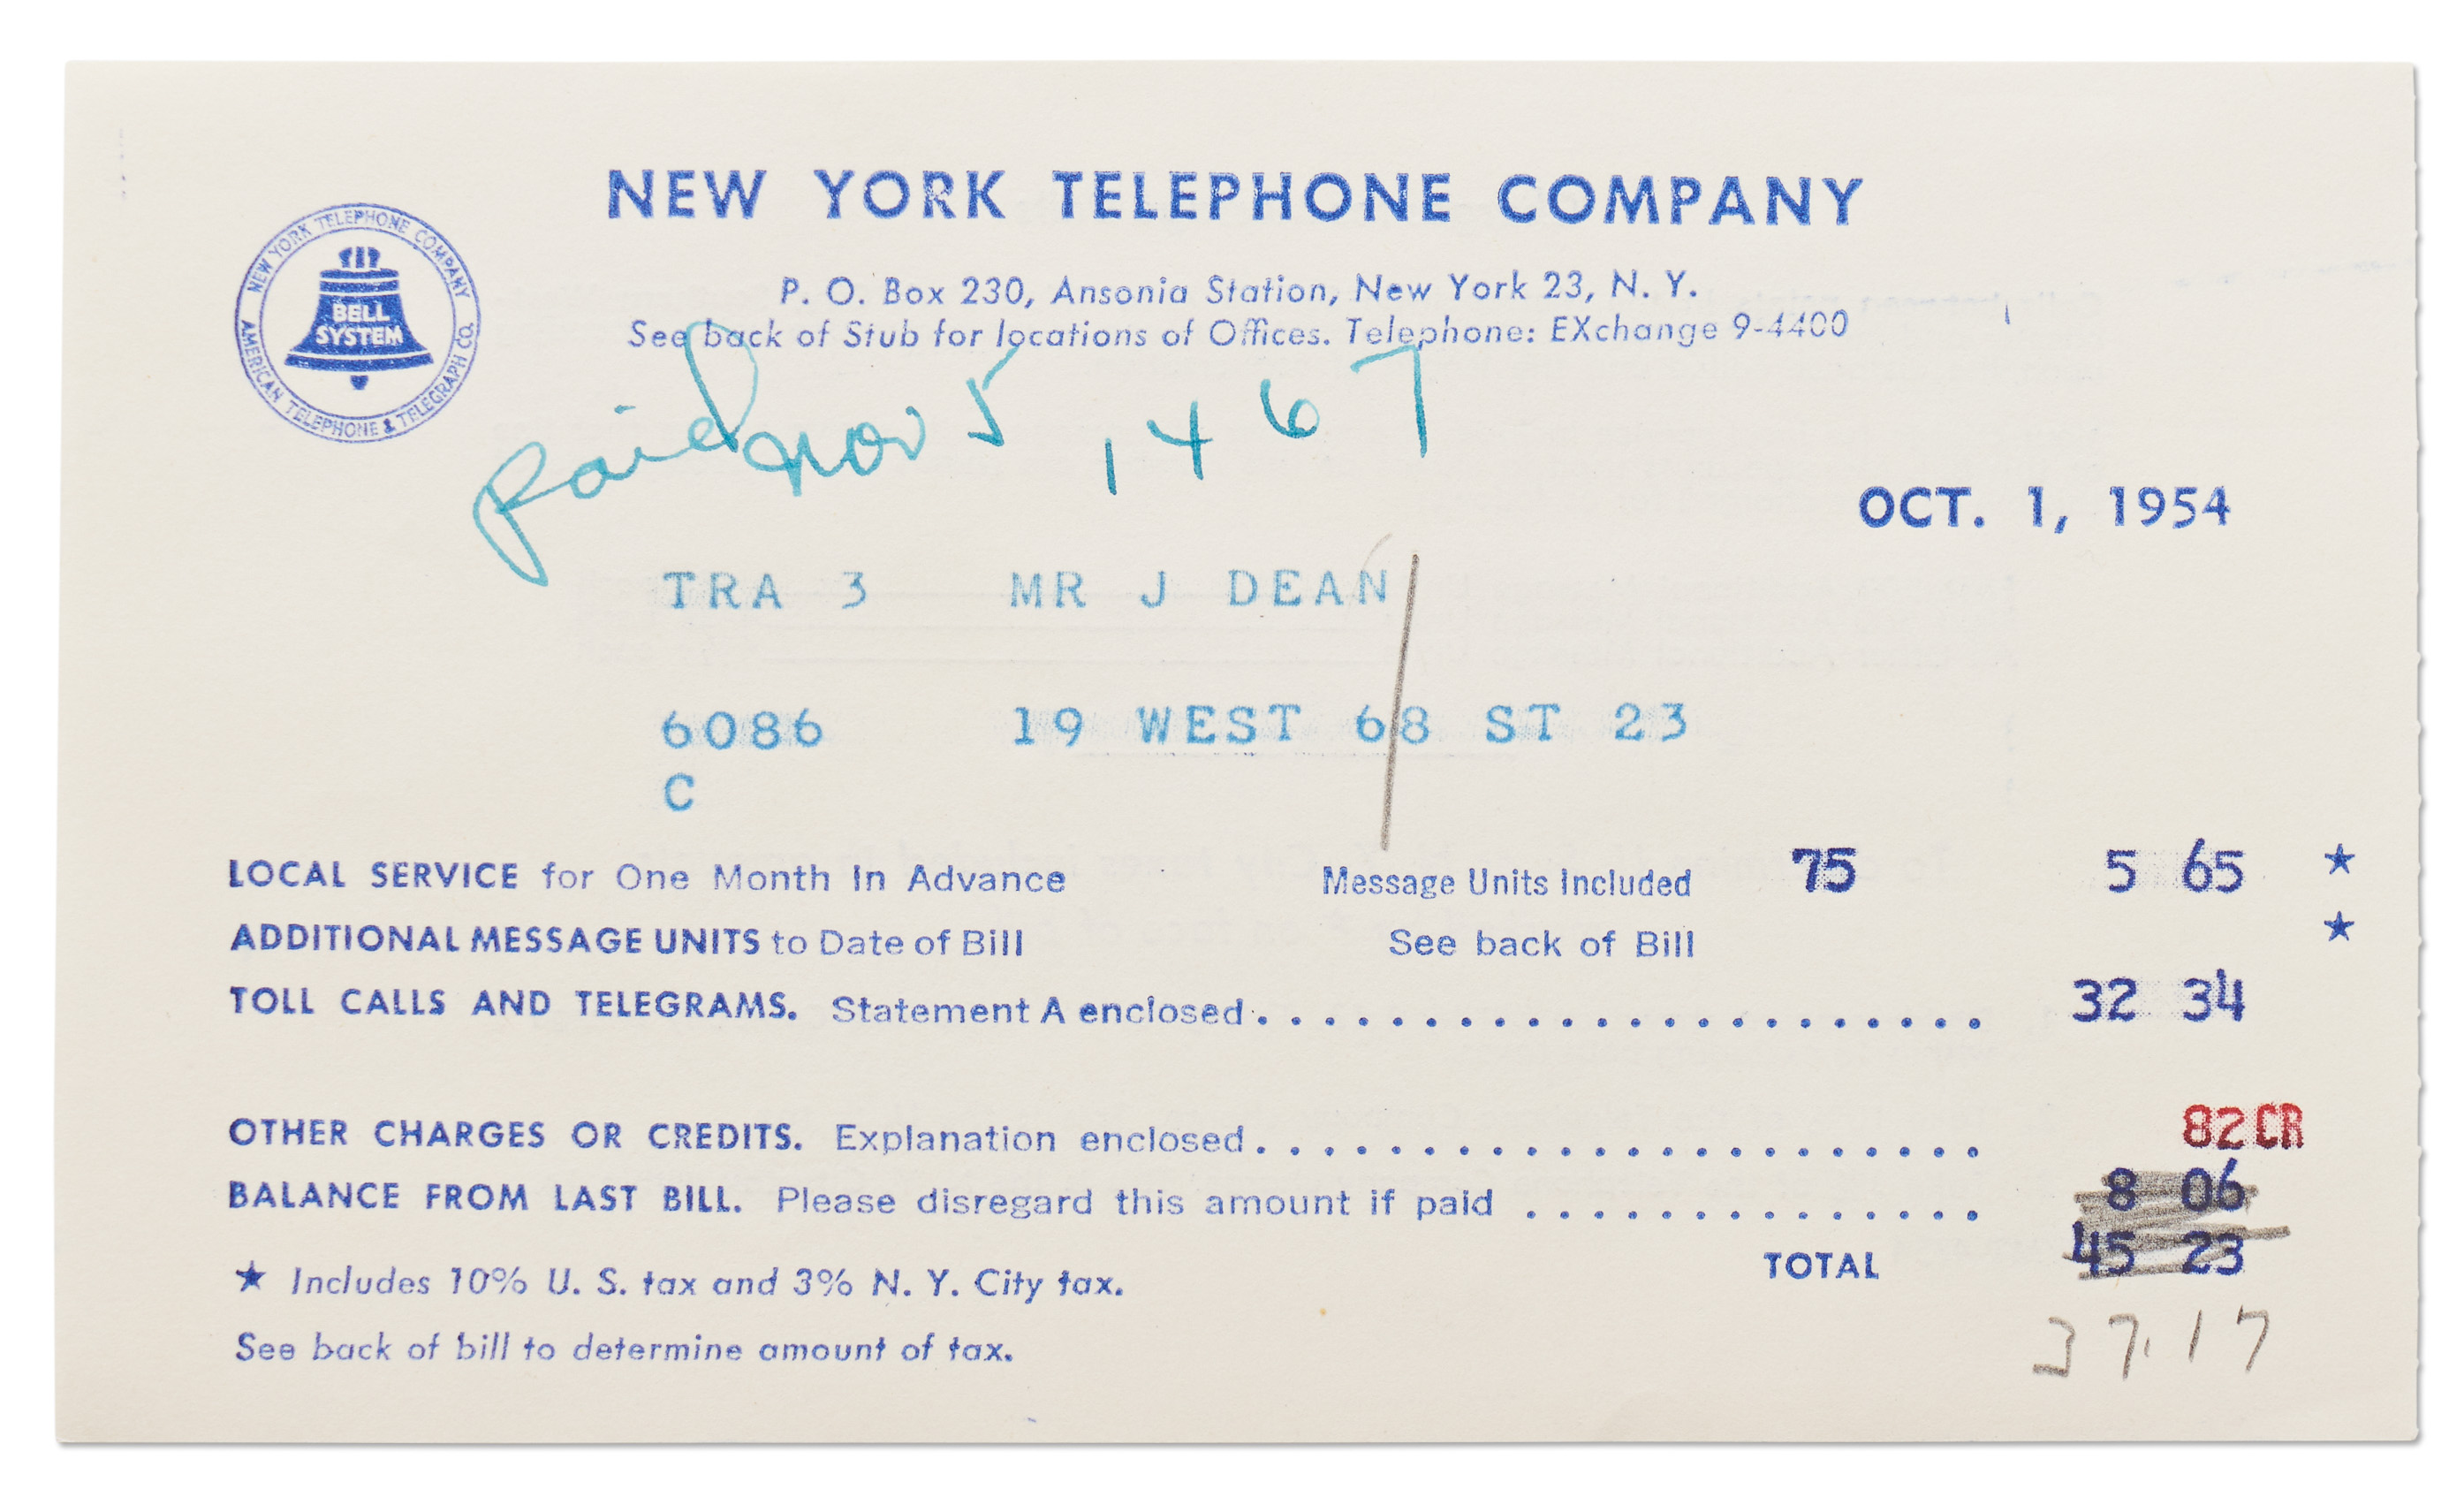 NEW YORK TELEPHONE COMPANY
P. O. Box 230, Ansonia Station, New York 23, N. Y.
See back of Stub for locations of Offices. Telephone: EXchange 9-4400
NEW YORK TELEPHONE COMPANY
BELL
SYSTEM
AMERICAN TELEPHONE & TELEGRAPH CO.
paid nov 5 1467
OCT. 1, 1954
TRA 3 MR J DEAN
6086 19 WEST 68 ST 23
C
LOCAL SERVICE for One Month In Advance Message Units Included 75 5 65 ★
ADDITIONAL MESSAGE UNITS to Date of Bill See back of Bill ★
TOLL CALLS AND TELEGRAMS. Statement A enclosed . . . . . . . . . . . . . . . . . . . . . . 32 34
OTHER CHARGES OR CREDITS. Explanation enclosed . . . . . . . . . . . . . . . . . . . . . . 82 CR
BALANCE FROM LAST BILL. Please disregard this amount if paid . . . . . . . . . . . . . . 8 06
TOTAL 45 23
★ Includes 10% U. S. tax and 3% N. Y. City tax.
37.17
See back of bill to determine amount of tax.